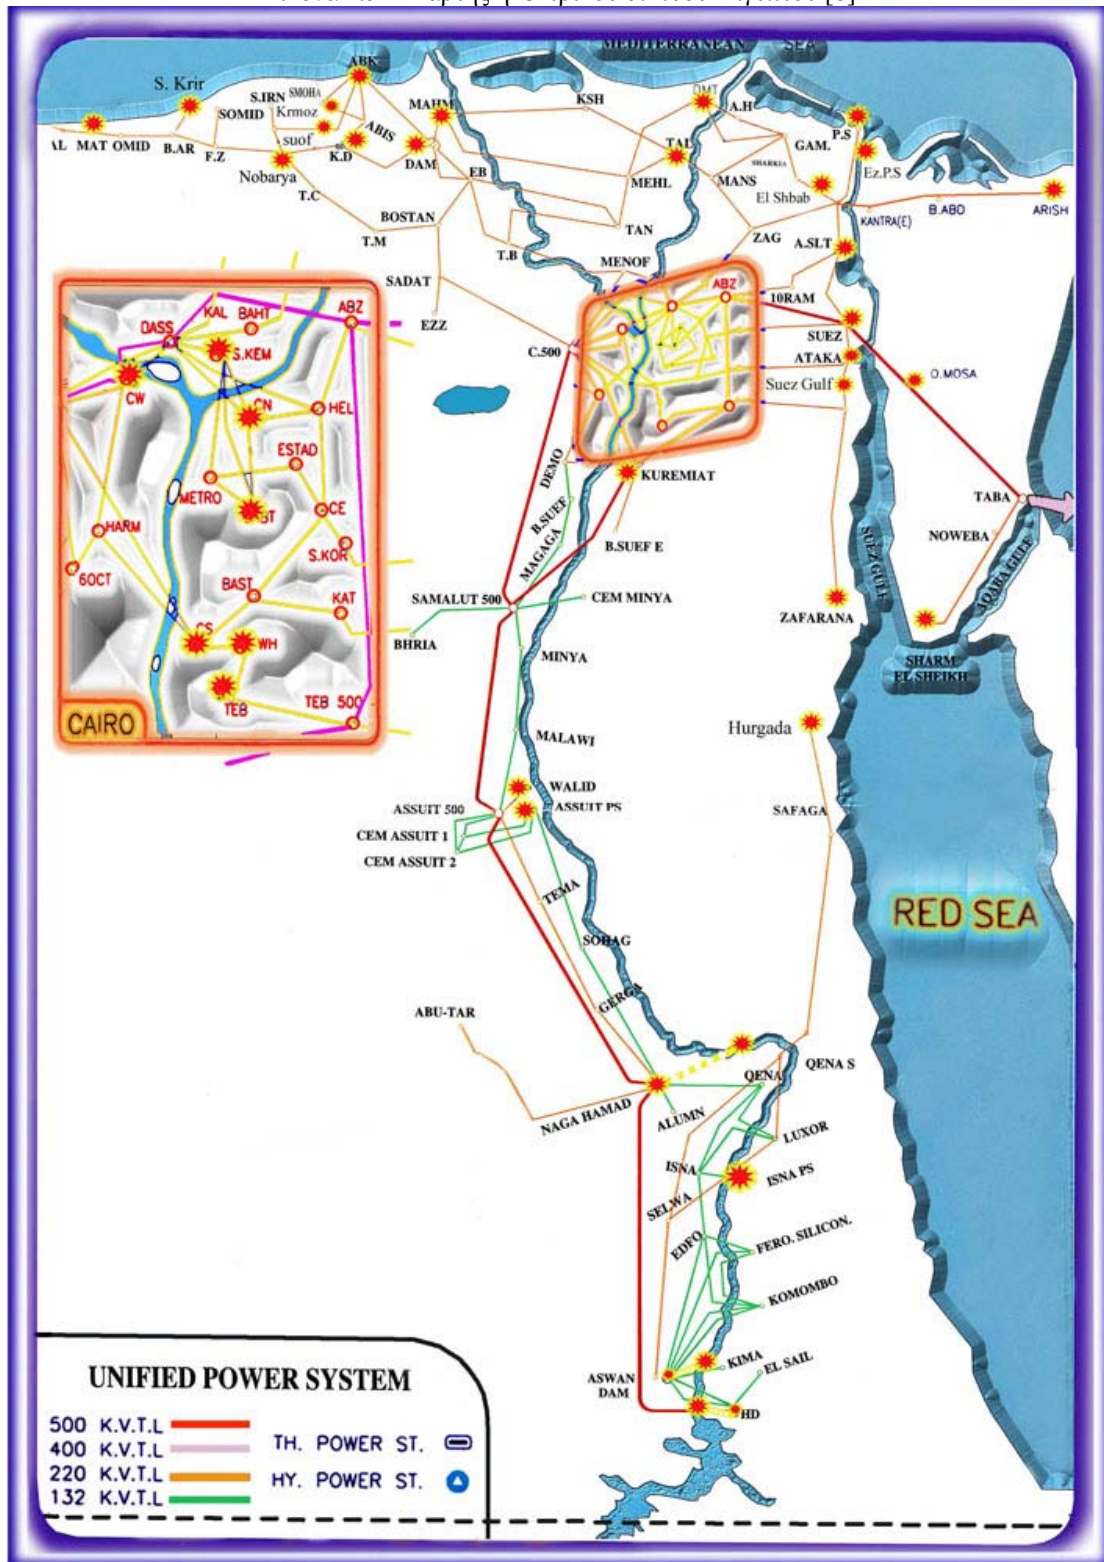 MEDITERRANEAN SEA
S. Krir
ABK
SMOHA
S.IRN
Krmoz
SOMID
KSH
DMT
A.H
MAHM
ABIS
suof
P.S
MAT
OMID
B.AR
F.Z
K.D
DAM
TAL
GAM.
SHARKIA
Ez.P.S
Nobarya
EB
MEHL
MANS
El Shbab
T.C
KANTRA(E)
B.ABD
ARISH
BOSTAN
TAN
ZAG
A.SLT
T.M
T.B
MENOF
SADAT
ABZ
10RAM
EZZ
C.500
SUEZ
ATAKA
Suez Gulf
O.MOSA
KAL
BAHT
ABZ
DASS
S.KEM
CW
CN
HEL
ESTAD
METRO
BT
CE
HARM
S.KOR
6OCT
BAST
KAT
CS
WH
TEB
TEB 500
CAIRO
DEMO
KUREMIAT
B.SUEF
B.SUEF E
MAGAGA
TABA
NOWEBA
SUEZ GULF
AQABA GULF
SAMALUT 500
CEM MINYA
BHRIA
ZAFARANA
MINYA
SHARM
EL SHEIKH
MALAWI
Hurgada
WALID
ASSUIT 500
ASSUIT PS
SAFAGA
CEM ASSUIT 1
CEM ASSUIT 2
TEMA
RED SEA
SOHAG
GERGA
ABU-TAR
QENA S
QENA
NAGA HAMAD
ALUMN
LUXOR
ISNA
ISNA PS
SELWA
EDFO
FERO. SILICON.
KOMOMBO
KIMA
EL SAIL
ASWAN
DAM
HD
UNIFIED POWER SYSTEM
500 K.V.T.L
400 K.V.T.L
220 K.V.T.L
132 K.V.T.L
TH. POWER ST.
HY. POWER ST.